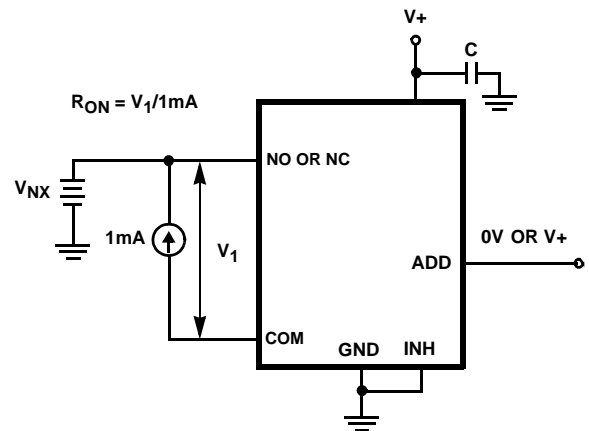 V+
C
R_ON = V_1/1mA
NO OR NC
V_NX
1mA
V_1
0V OR V+
ADD
COM
GND
INH